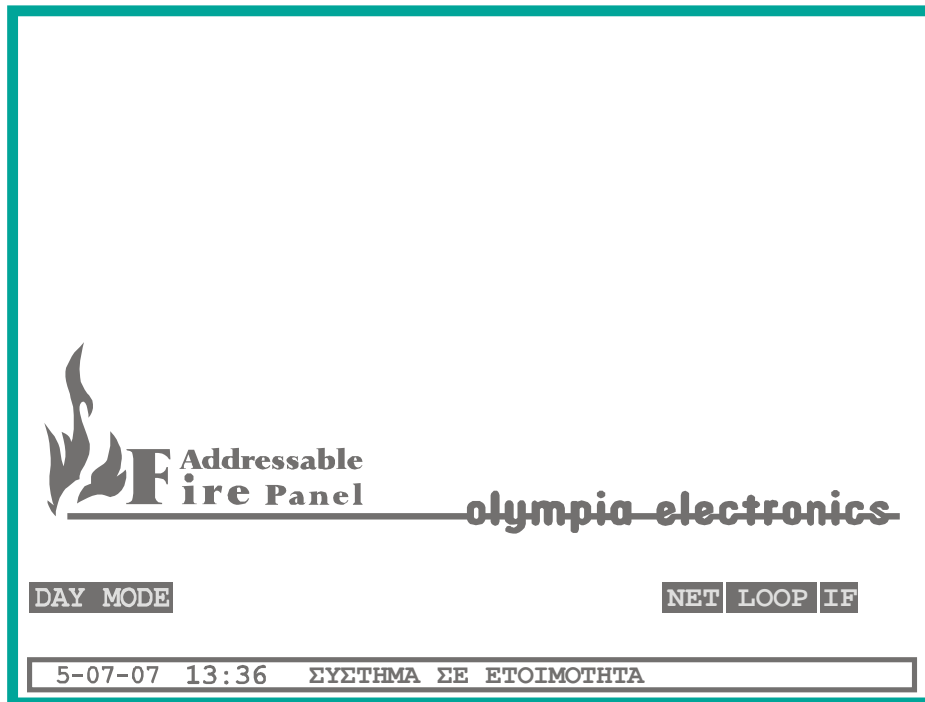 Addressable
Fire Panel
olympia electronics
DAY MODE NET LOOP IF
5-07-07 13:36 ΣΥΣΤΗΜΑ ΣΕ ΕΤΟΙΜΟΤΗΤΑ